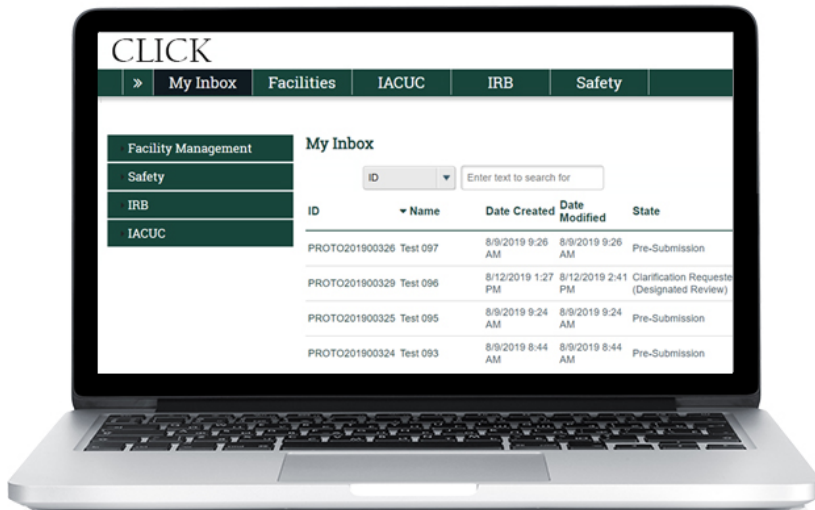 CLICK
» My Inbox Facilities IACUC IRB Safety
Facility Management
Safety
IRB
IACUC
My Inbox
ID Enter text to search for
ID Name Date Created Date Modified State
PROTO201900326 Test 097 8/9/2019 9:26 AM 8/9/2019 9:26 AM Pre-Submission
PROTO201900329 Test 096 8/12/2019 1:27 PM 8/12/2019 2:41 PM Clarification Requeste (Designated Review)
PROTO201900325 Test 095 8/9/2019 9:24 AM 8/9/2019 9:24 AM Pre-Submission
PROTO201900324 Test 093 8/9/2019 8:44 AM 8/9/2019 8:44 AM Pre-Submission